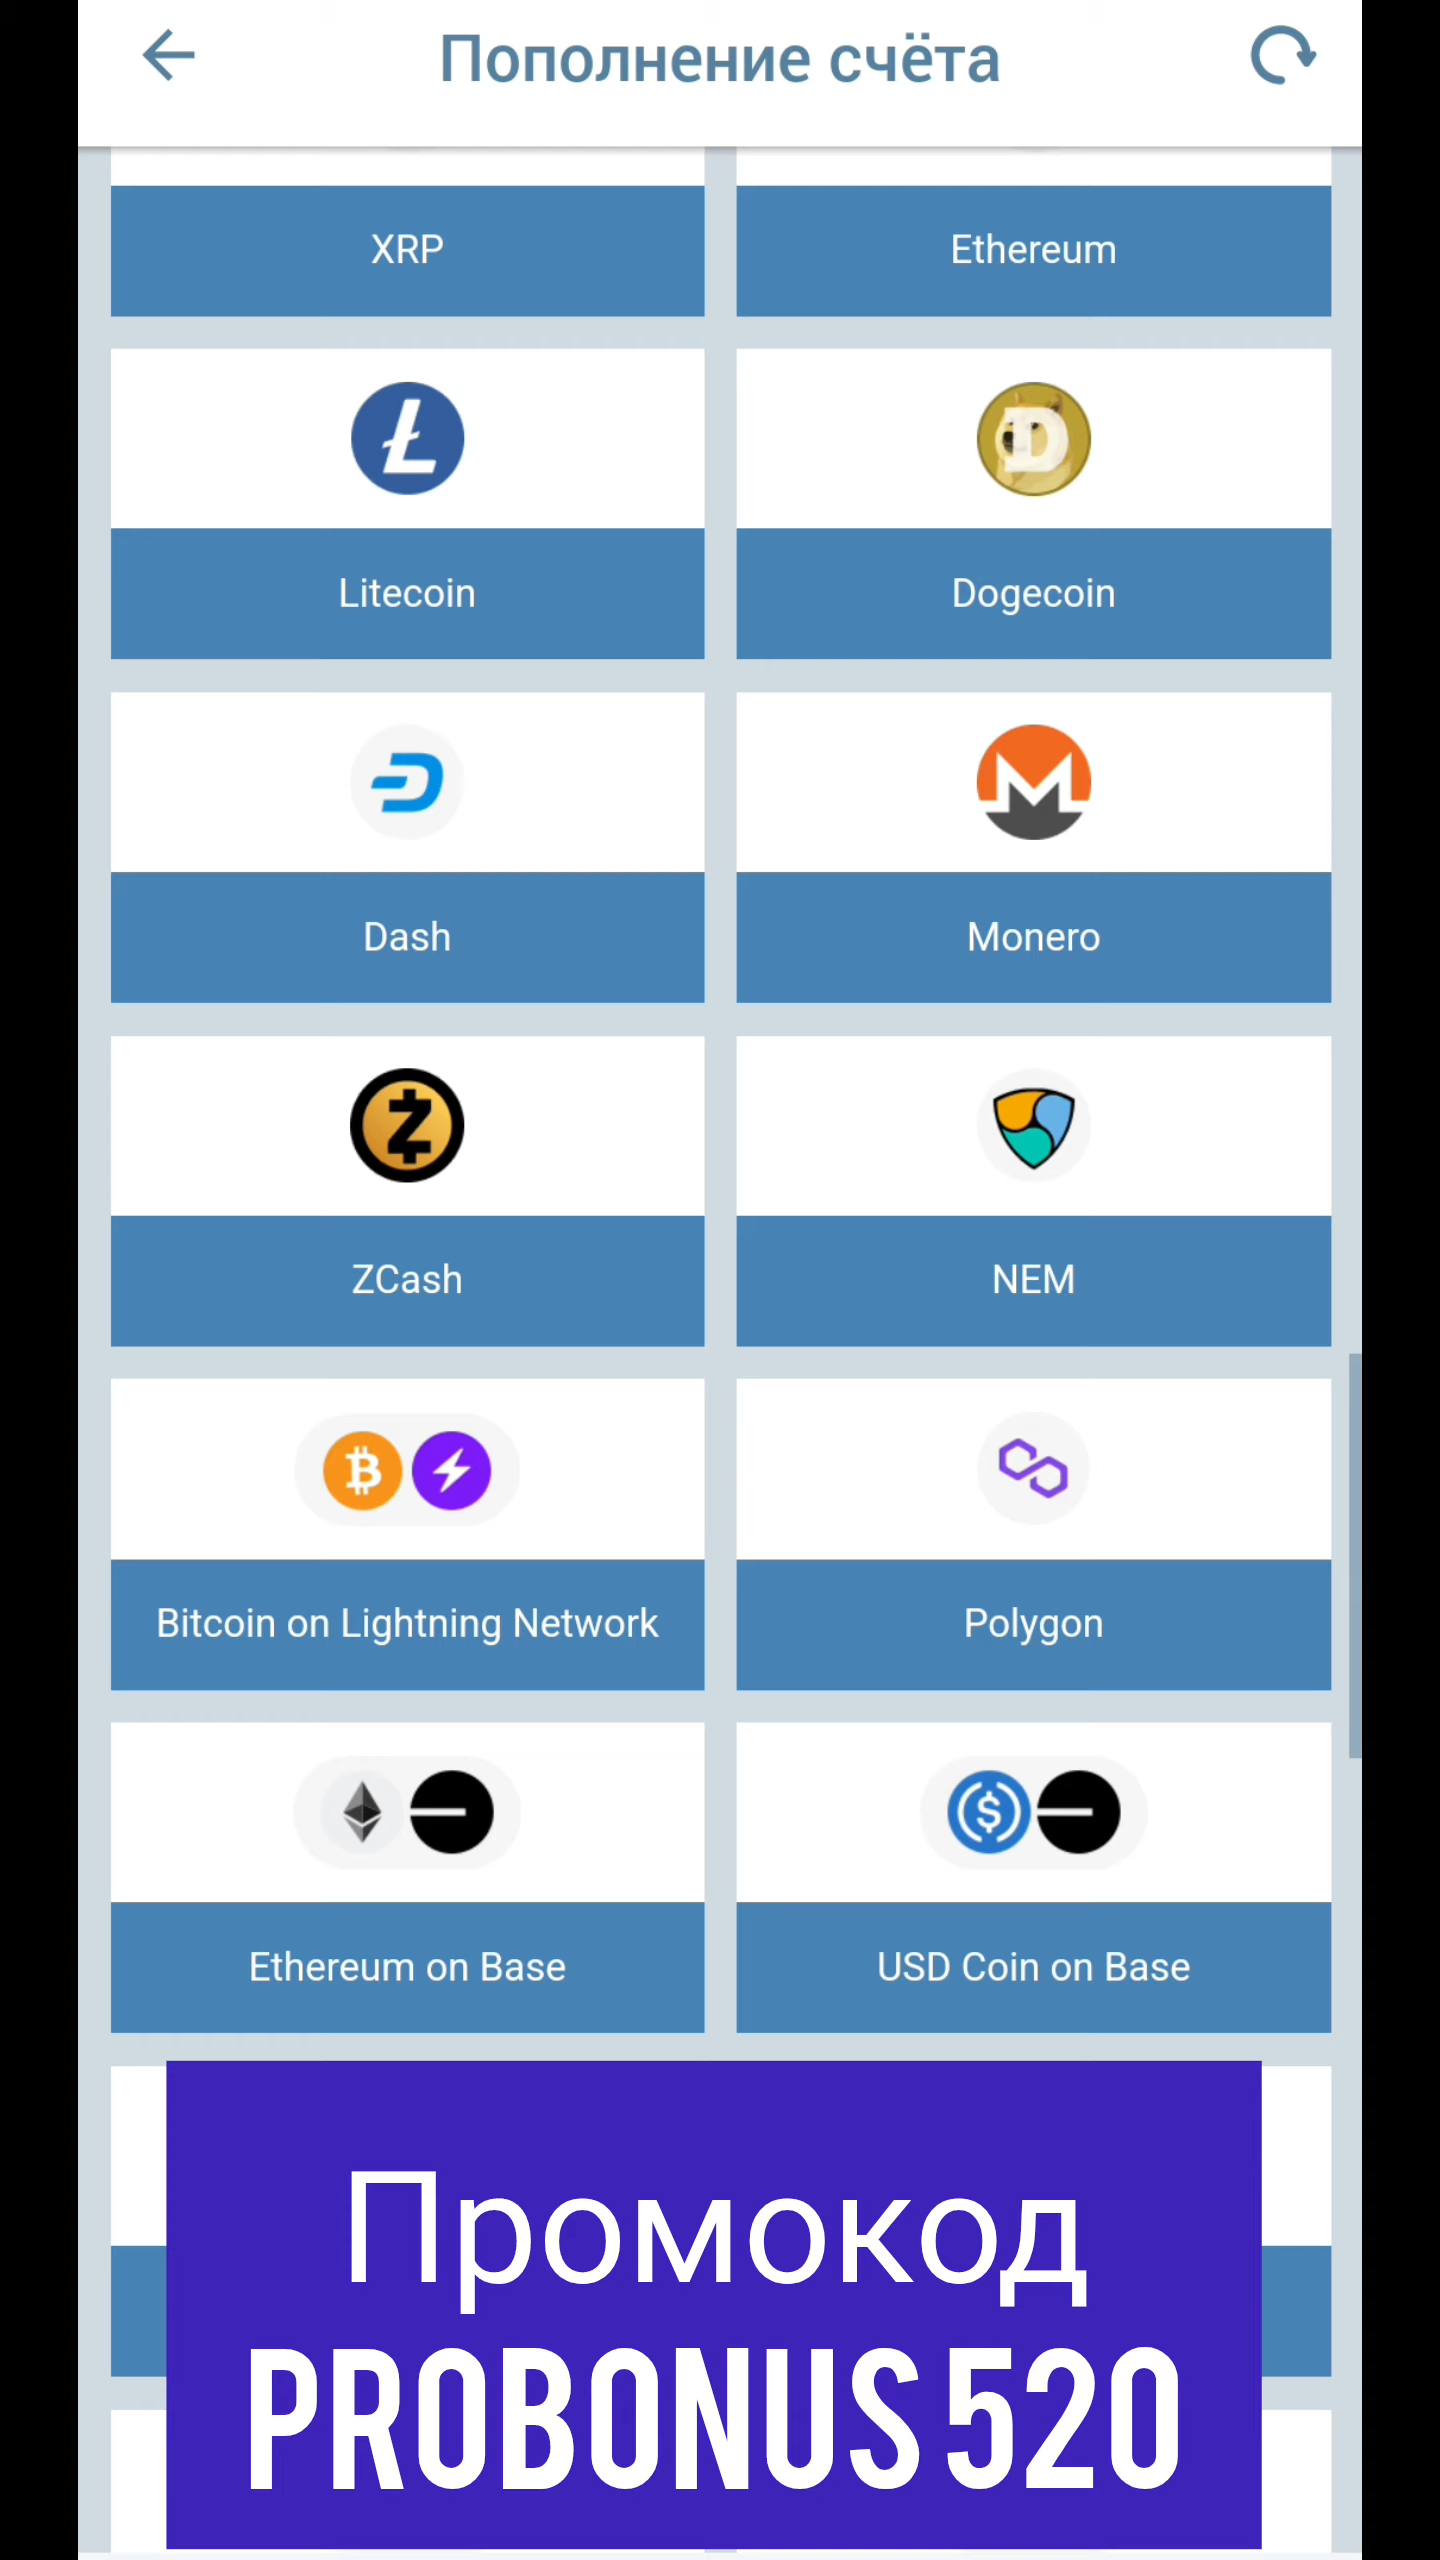 Пополнение счёта
XRP
Ethereum
Litecoin
Dogecoin
Dash
Monero
ZCash
NEM
Bitcoin on Lightning Network
Polygon
Ethereum on Base
USD Coin on Base
Промокод
PROBONUS520